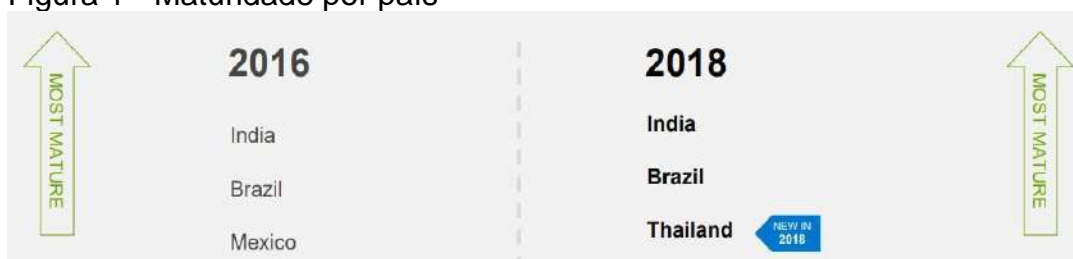 Figura 1 - Maturidade por país
MOST MATURE
2016
India
Brazil
Mexico
2018
India
Brazil
Thailand
NEW IN
2018
MOST MATURE